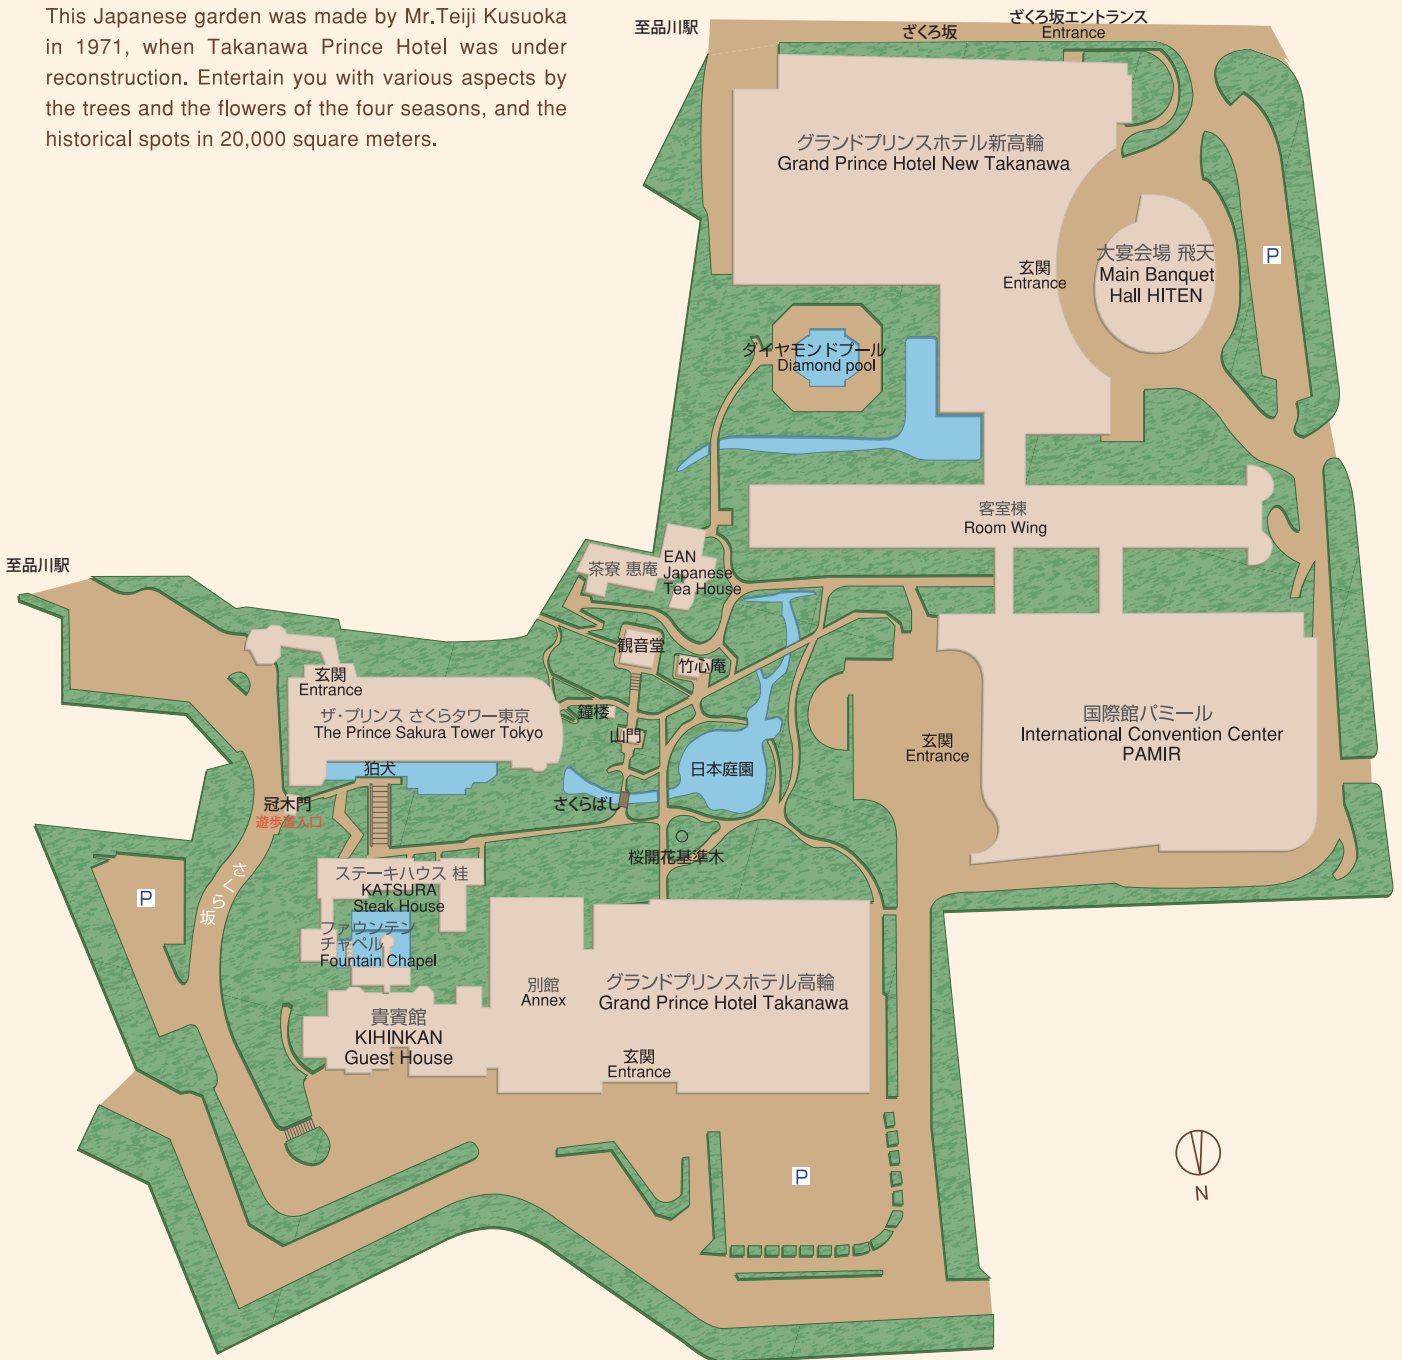 This Japanese garden was made by Mr.Teiji Kusuoka
in 1971, when Takanawa Prince Hotel was under
reconstruction. Entertain you with various aspects by
the trees and the flowers of the four seasons, and the
historical spots in 20,000 square meters.
至品川駅
ざくろ坂
ざくろ坂エントランス
Entrance
グランドプリンスホテル新高輪
Grand Prince Hotel New Takanawa
大宴会場 飛天
Main Banquet
Hall HITEN
P
玄関
Entrance
ダイヤモンドプール
Diamond pool
客室棟
Room Wing
至品川駅
茶寮 惠庵
EAN
Japanese
Tea House
観音堂
竹心庵
玄関
Entrance
ザ・プリンス さくらタワー東京
The Prince Sakura Tower Tokyo
鐘楼
山門
国際館パミール
International Convention Center
PAMIR
玄関
Entrance
狛犬
日本庭園
冠木門
遊歩道入口
さくらばし
桜開花基準木
さくら坂
P
ステーキハウス 桂
KATSURA
Steak House
ファウンテン
チャペル
Fountain Chapel
別館
Annex
グランドプリンスホテル高輪
Grand Prince Hotel Takanawa
貴賓館
KIHINKAN
Guest House
玄関
Entrance
P
N